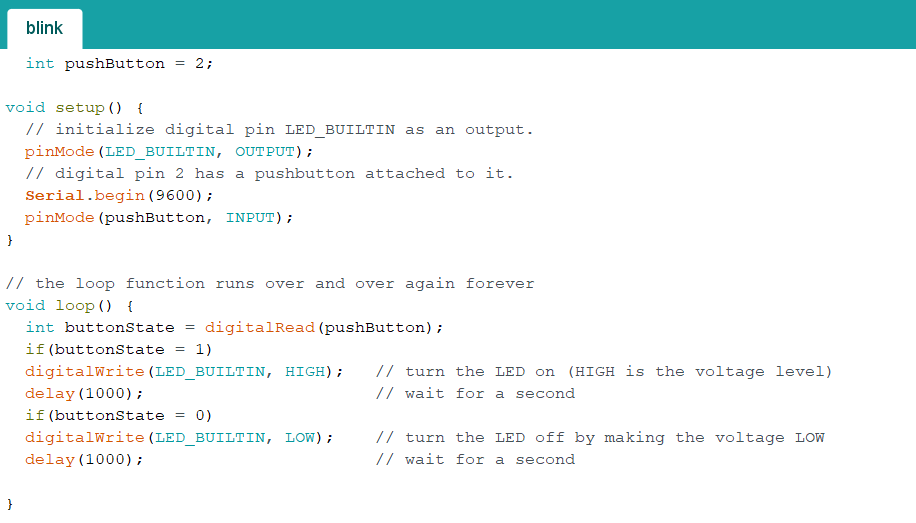 blink
int pushButton = 2;
void setup() {
// initialize digital pin LED_BUILTIN as an output.
pinMode(LED_BUILTIN, OUTPUT);
// digital pin 2 has a pushbutton attached to it.
Serial.begin(9600);
pinMode(pushButton, INPUT);
}
// the loop function runs over and over again forever
void loop() {
int buttonState = digitalRead(pushButton);
if(buttonState = 1)
digitalWrite(LED_BUILTIN, HIGH);   // turn the LED on (HIGH is the voltage level)
delay(1000);                       // wait for a second
if(buttonState = 0)
digitalWrite(LED_BUILTIN, LOW);    // turn the LED off by making the voltage LOW
delay(1000);                       // wait for a second
}